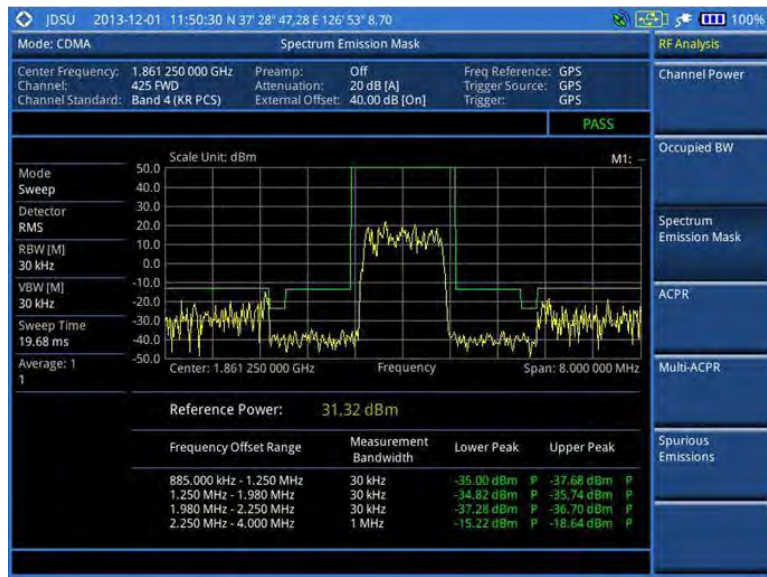 JDSU 2013-12-01 11:50:30 N 37' 28" 47,28 E 126' 53" 8.70 100%
Mode: CDMA Spectrum Emission Mask RF Analysis
Center Frequency: 1.861 250 000 GHz Preamp: Off Freq Reference: GPS
Channel: 425 FWD Attenuation: 20 dB [A] Trigger Source: GPS
Channel Standard: Band 4 (KR PCS) External Offset: 40.00 dB [On] Trigger: GPS
PASS
Scale Unit: dBm M1: --
Mode
Sweep
Detector
RMS
RBW [M]
30 kHz
VBW [M]
30 kHz
Sweep Time
19.68 ms
Average: 1
1
50.0
40.0
30.0
20.0
10.0
0.0
-10.0
-20.0
-30.0
-40.0
-50.0
Center: 1.861 250 000 GHz Frequency Span: 8.000 000 MHz
Reference Power: 31,32 dBm
Frequency Offset Range Measurement Bandwidth Lower Peak Upper Peak
885.000 kHz - 1.250 MHz 30 kHz -35.00 dBm P -37.68 dBm P
1.250 MHz - 1.980 MHz 30 kHz -34.82 dBm P -35,74 dBm P
1.980 MHz - 2.250 MHz 30 kHz -37.28 dBm P -36.70 dBm P
2.250 MHz - 4.000 MHz 1 MHz -15.22 dBm P -18.64 dBm P
Channel Power
Occupied BW
Spectrum
Emission Mask
ACPR
Multi-ACPR
Spurious
Emissions